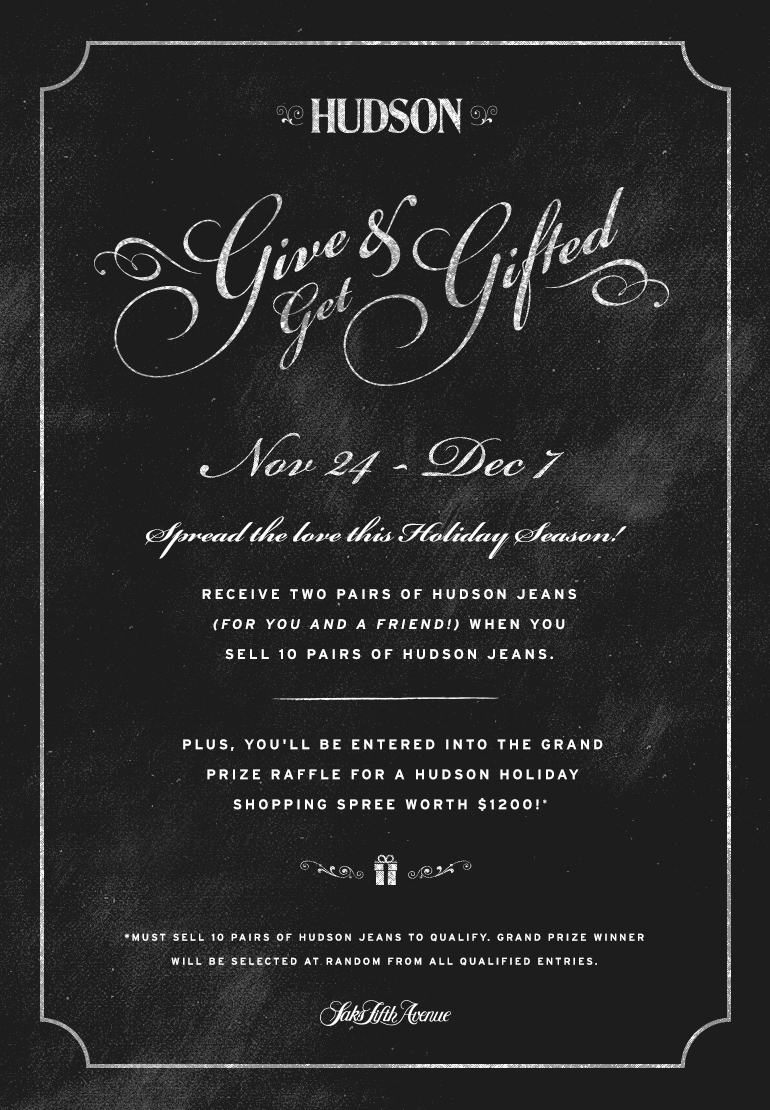 HUDSON
Give & Get Gifted
Nov 24 - Dec 7
Spread the love this Holiday Season!
RECEIVE TWO PAIRS OF HUDSON JEANS
(FOR YOU AND A FRIEND!) WHEN YOU
SELL 10 PAIRS OF HUDSON JEANS.
PLUS, YOU'LL BE ENTERED INTO THE GRAND
PRIZE RAFFLE FOR A HUDSON HOLIDAY
SHOPPING SPREE WORTH $1200!*
*MUST SELL 10 PAIRS OF HUDSON JEANS TO QUALIFY. GRAND PRIZE WINNER
WILL BE SELECTED AT RANDOM FROM ALL QUALIFIED ENTRIES.
Saks Fifth Avenue